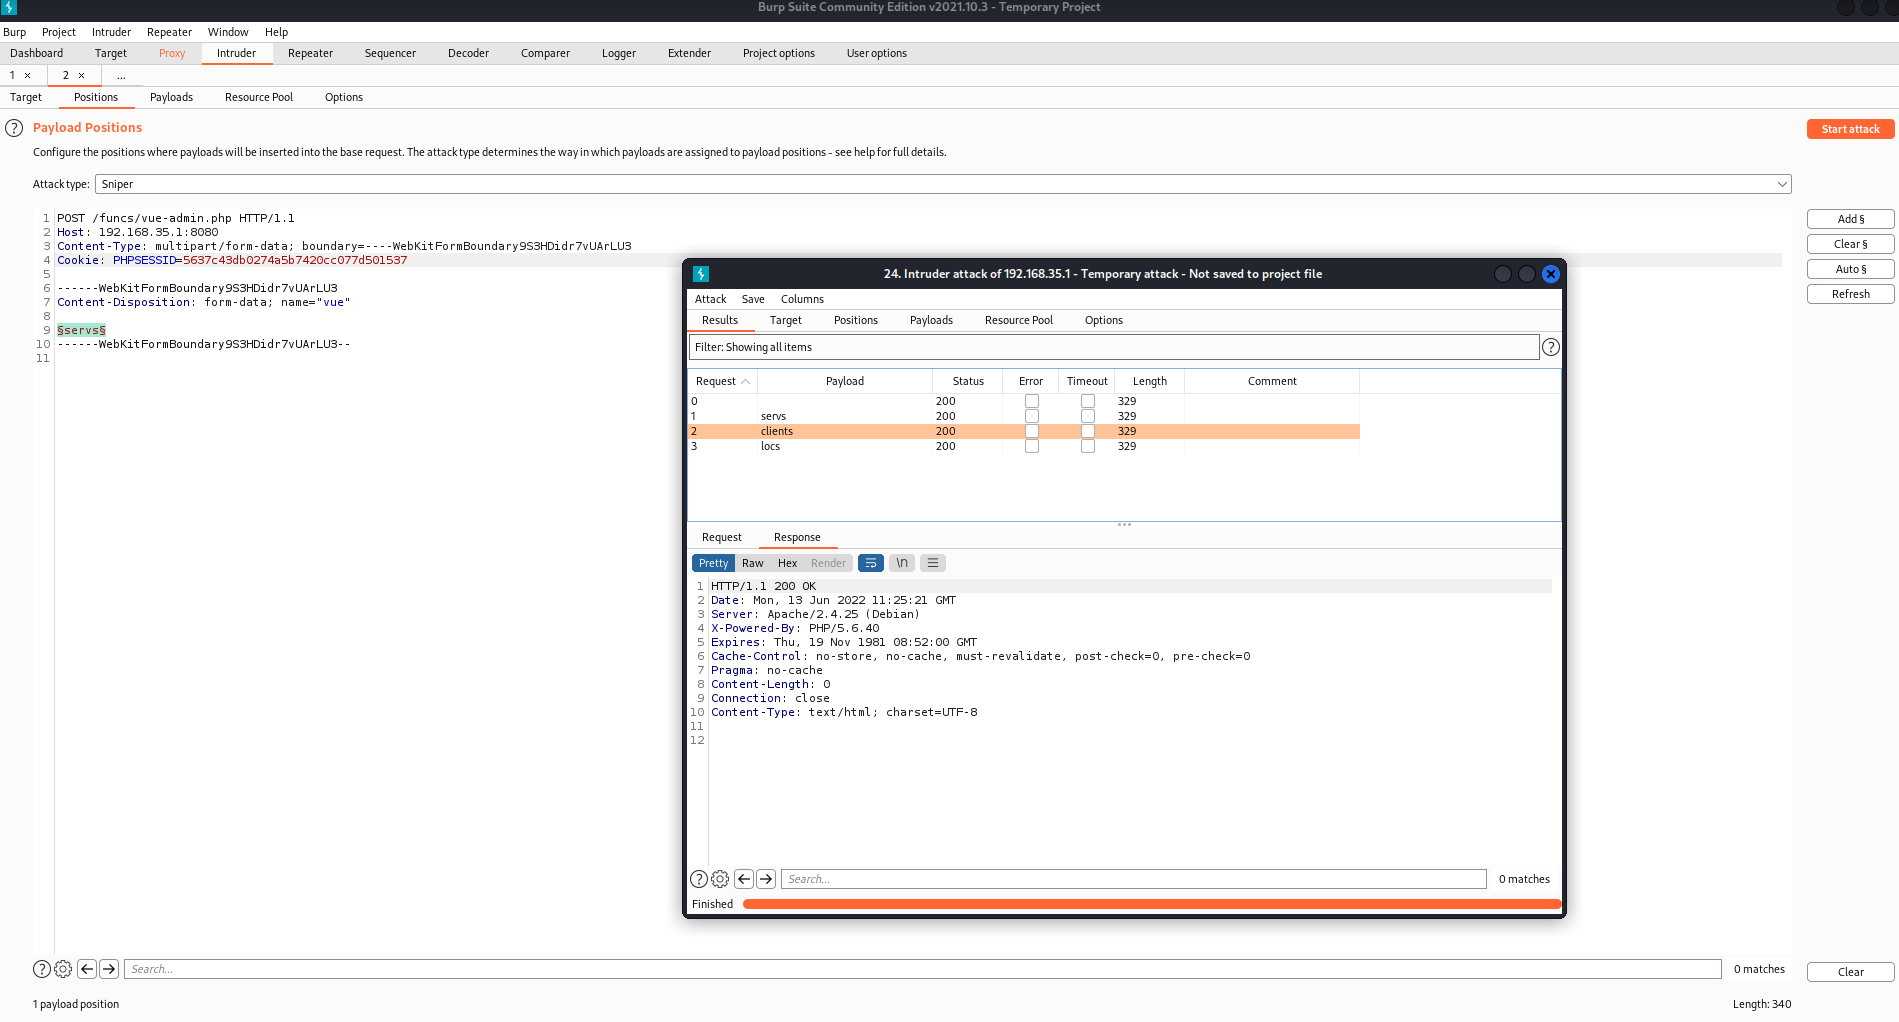 Burp Suite Community Edition v2021.10.3 - Temporary Project
Burp Project Intruder Repeater Window Help
Dashboard Target Proxy Intruder Repeater Sequencer Decoder Comparer Logger Extender Project options User options
1 × 2 × ...
Target Positions Payloads Resource Pool Options
? Payload Positions
Start attack
Configure the positions where payloads will be inserted into the base request. The attack type determines the way in which payloads are assigned to payload positions - see help for full details.
Attack type: Sniper
1 POST /funcs/vue-admin.php HTTP/1.1
2 Host: 192.168.35.1:8080
3 Content-Type: multipart/form-data; boundary=----WebKitFormBoundary9S3HDidr7vUArLU3
4 Cookie: PHPSESSID=5637c43db0274a5b7420cc077d501537
5
6 ------WebKitFormBoundary9S3HDidr7vUArLU3
7 Content-Disposition: form-data; name="vue"
8
9 §servs§
10 ------WebKitFormBoundary9S3HDidr7vUArLU3--
11
Add §
Clear §
Auto §
Refresh
24. Intruder attack of 192.168.35.1 - Temporary attack - Not saved to project file
Attack Save Columns
Results Target Positions Payloads Resource Pool Options
Filter: Showing all items ?
Request Payload Status Error Timeout Length Comment
0 200 329
1 servs 200 329
2 clients 200 329
3 locs 200 329
Request Response
Pretty Raw Hex Render \n
1 HTTP/1.1 200 OK
2 Date: Mon, 13 Jun 2022 11:25:21 GMT
3 Server: Apache/2.4.25 (Debian)
4 X-Powered-By: PHP/5.6.40
5 Expires: Thu, 19 Nov 1981 08:52:00 GMT
6 Cache-Control: no-store, no-cache, must-revalidate, post-check=0, pre-check=0
7 Pragma: no-cache
8 Content-Length: 0
9 Connection: close
10 Content-Type: text/html; charset=UTF-8
11
12
? Search... 0 matches
Finished
? Search... 0 matches
Clear
1 payload position
Length: 340